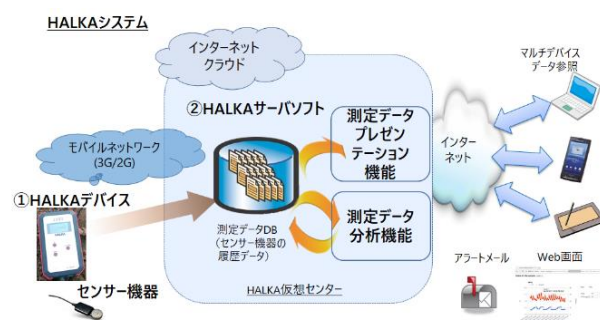 HALKAシステム
インターネット
クラウド
マルチデバイス
データ参照
②HALKAサーバソフト
測定データ
プレゼン
テーション
機能
インター
ネット
モバイルネットワーク
(3G/2G)
①HALKAデバイス
測定データDB
(センサー機器の
履歴データ)
測定データ
分析機能
センサー機器
HALKA仮想センター
アラートメール
Web画面